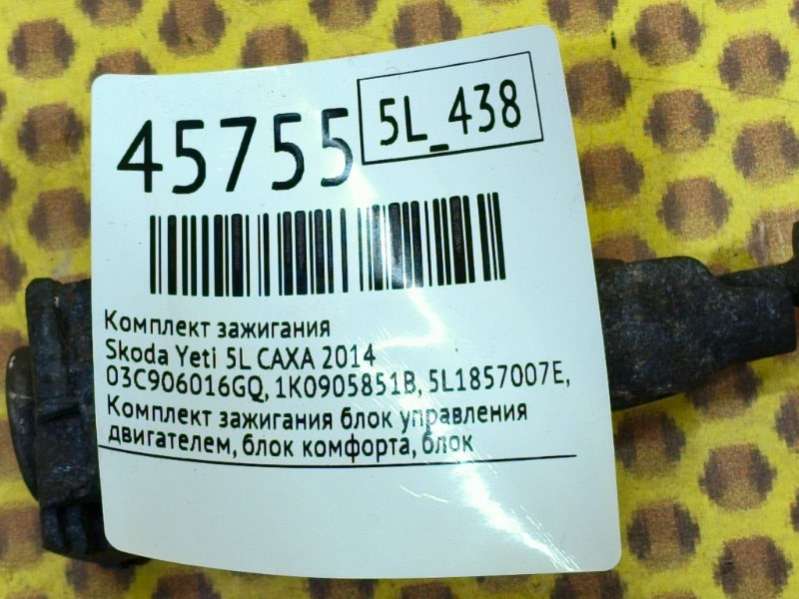 45755 5L_438
Комплект зажигания
Skoda Yeti 5L CAXA 2014
03C906016GQ, 1K0905851B, 5L1857007E,
Комплект зажигания блок управления
двигателем, блок комфорта, блок